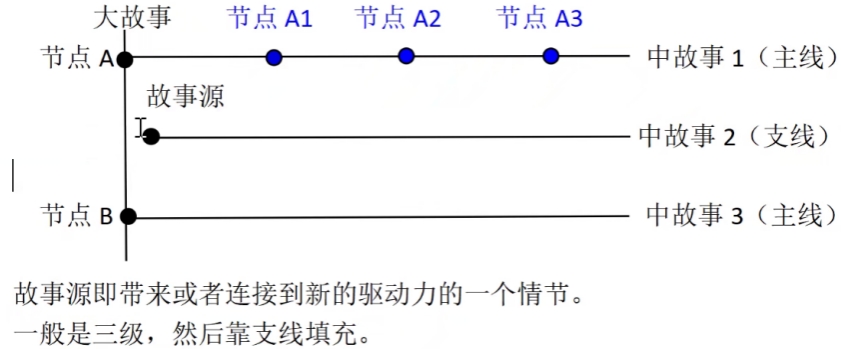 大故事 节点 A1 节点 A2 节点 A3
节点 A 中故事 1（主线）
故事源
中故事 2（支线）
节点 B 中故事 3（主线）
故事源即带来或者连接到新的驱动力的一个情节。
一般是三级，然后靠支线填充。